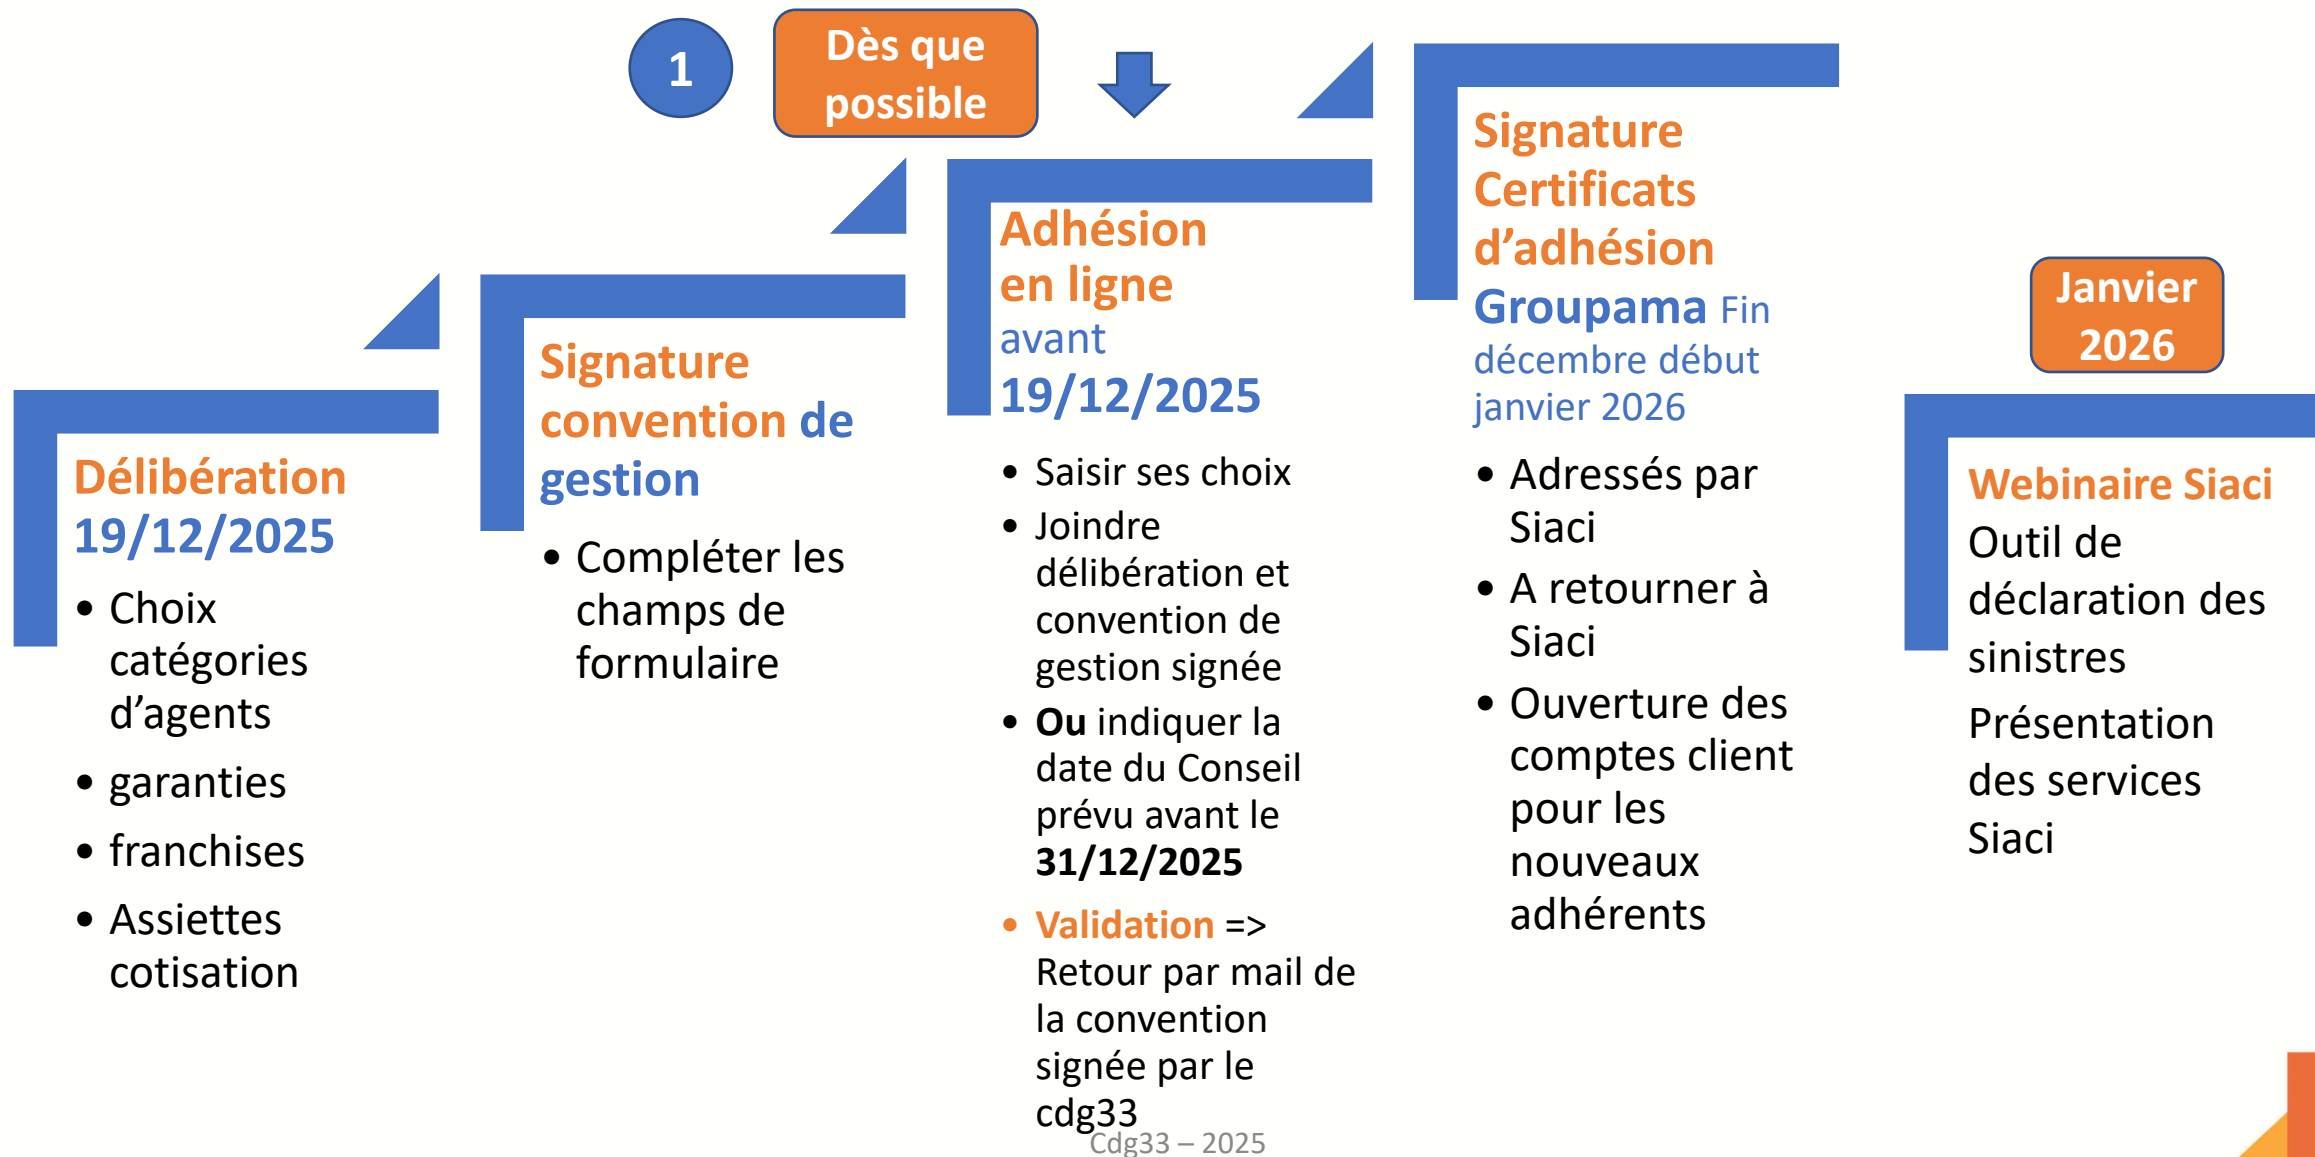 1
Dès que
possible
Délibération
19/12/2025
• Choix
catégories
d’agents
• garanties
• franchises
• Assiettes
cotisation
Signature
convention de
gestion
• Compléter les
champs de
formulaire
Adhésion
en ligne
avant
19/12/2025
• Saisir ses choix
• Joindre
délibération et
convention de
gestion signée
• Ou indiquer la
date du Conseil
prévu avant le
31/12/2025
• Validation =>
Retour par mail de
la convention
signée par le
cdg33
Signature
Certificats
d’adhésion
Groupama Fin
décembre début
janvier 2026
• Adressés par
Siaci
• A retourner à
Siaci
• Ouverture des
comptes client
pour les
nouveaux
adhérents
Janvier
2026
Webinaire Siaci
Outil de
déclaration des
sinistres
Présentation
des services
Siaci
Cdg33 – 2025